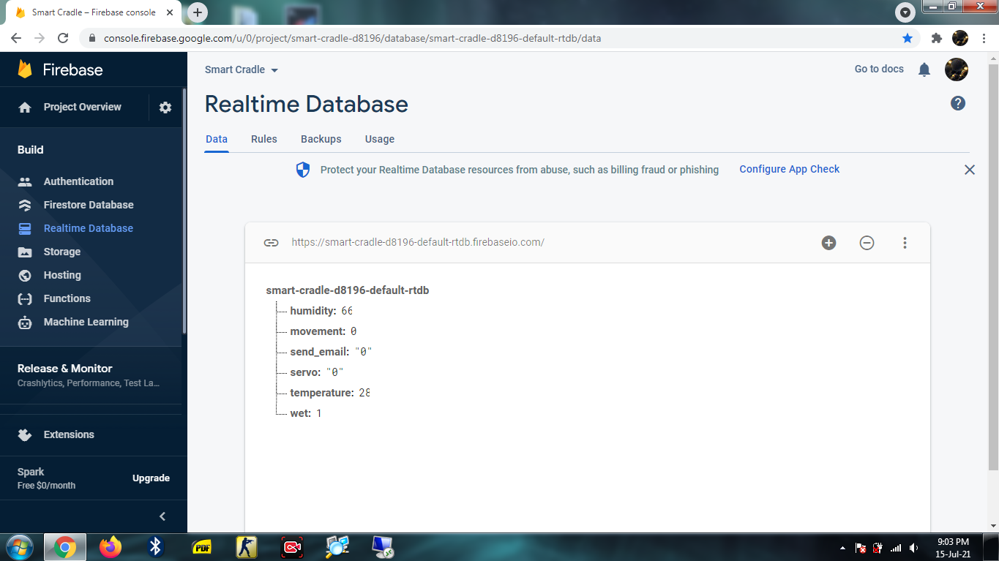 Smart Cradle – Firebase console
console.firebase.google.com/u/0/project/smart-cradle-d8196/database/smart-cradle-d8196-default-rtdb/data
Firebase
Smart Cradle
Go to docs
Project Overview
Realtime Database
?
Data Rules Backups Usage
Build
Protect your Realtime Database resources from abuse, such as billing fraud or phishing Configure App Check
Authentication
Firestore Database
Realtime Database
Storage
Hosting
Functions
Machine Learning
https://smart-cradle-d8196-default-rtdb.firebaseio.com/
smart-cradle-d8196-default-rtdb
humidity: 66
movement: 0
send_email: "0"
servo: "0"
temperature: 28
wet: 1
Release & Monitor
Crashlytics, Performance, Test La...
Extensions
Spark
Free $0/month
Upgrade
PDF
9:03 PM
15-Jul-21